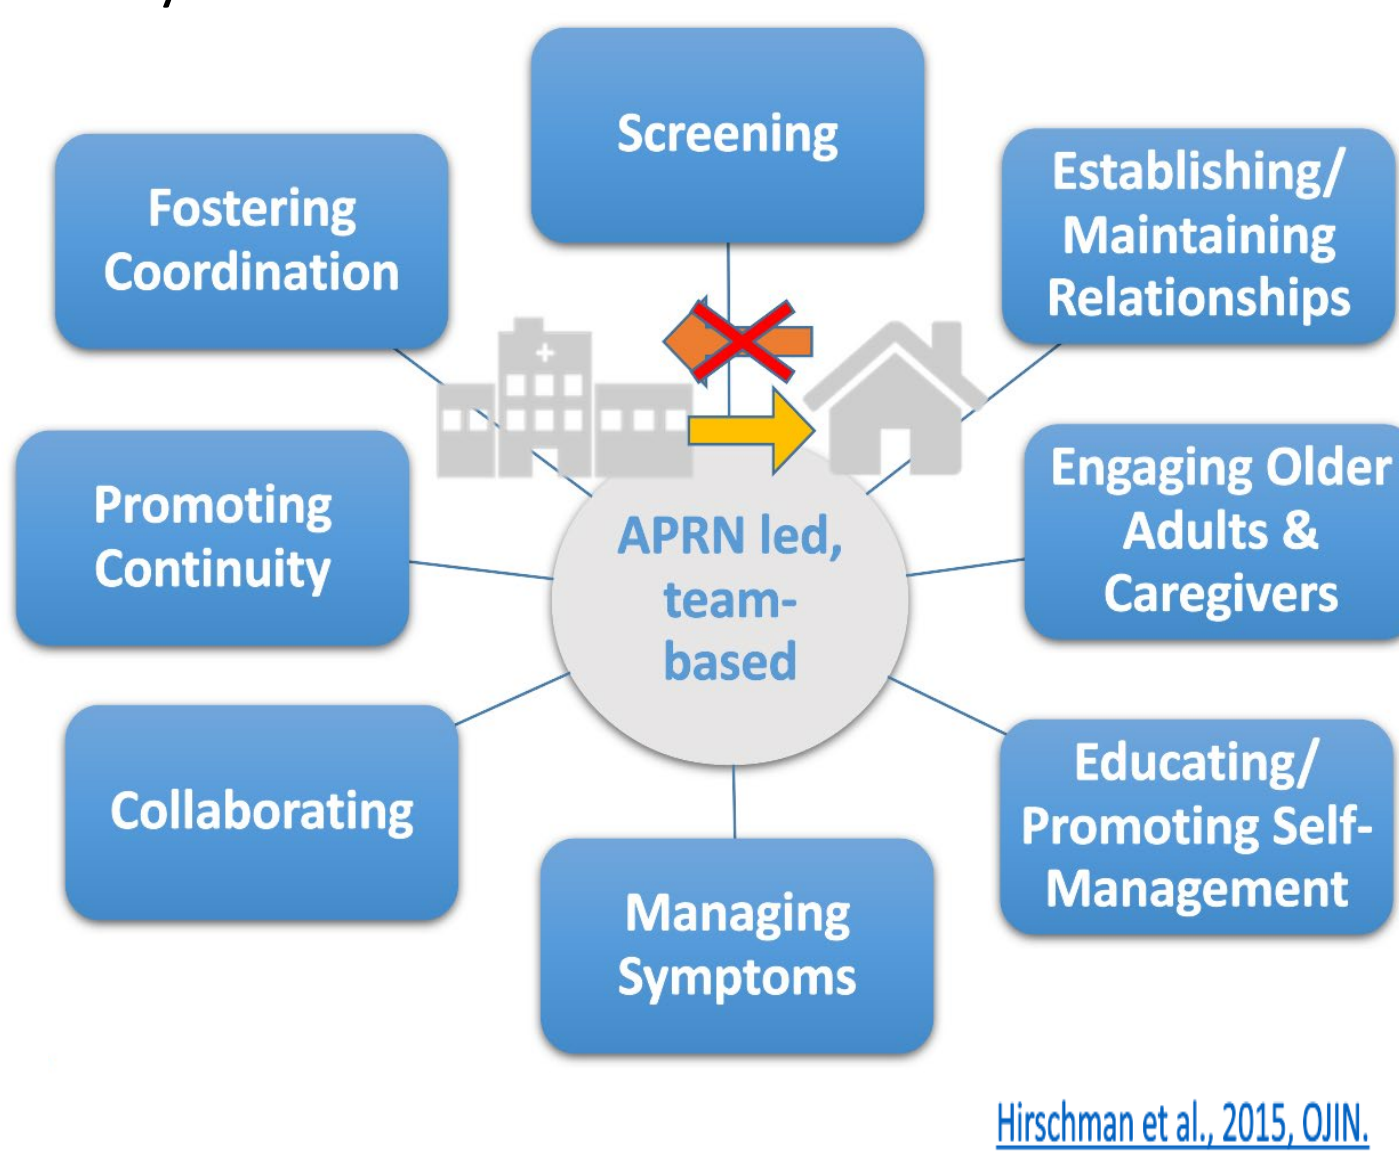 Screening
Establishing/
Maintaining
Relationships
Engaging Older
Adults &
Caregivers
Educating/
Promoting Self-
Management
Managing
Symptoms
Collaborating
Promoting
Continuity
Fostering
Coordination
APRN led,
team-
based
Hirschman et al., 2015, OJIN.